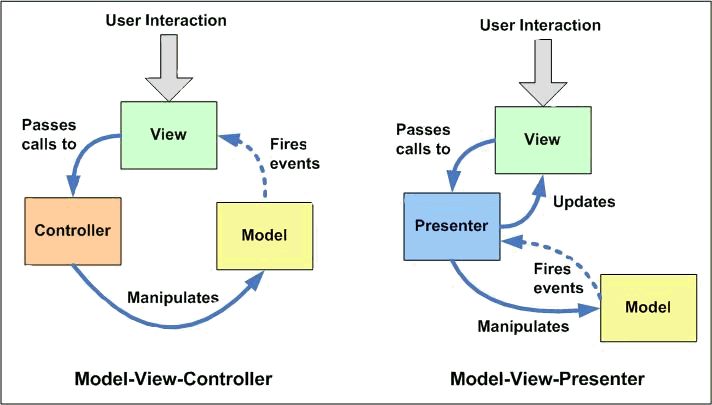 User Interaction
View
Passes
calls to
Fires
events
Controller
Model
Manipulates
Model-View-Controller
User Interaction
View
Passes
calls to
Updates
Presenter
Fires
events
Model
Manipulates
Model-View-Presenter